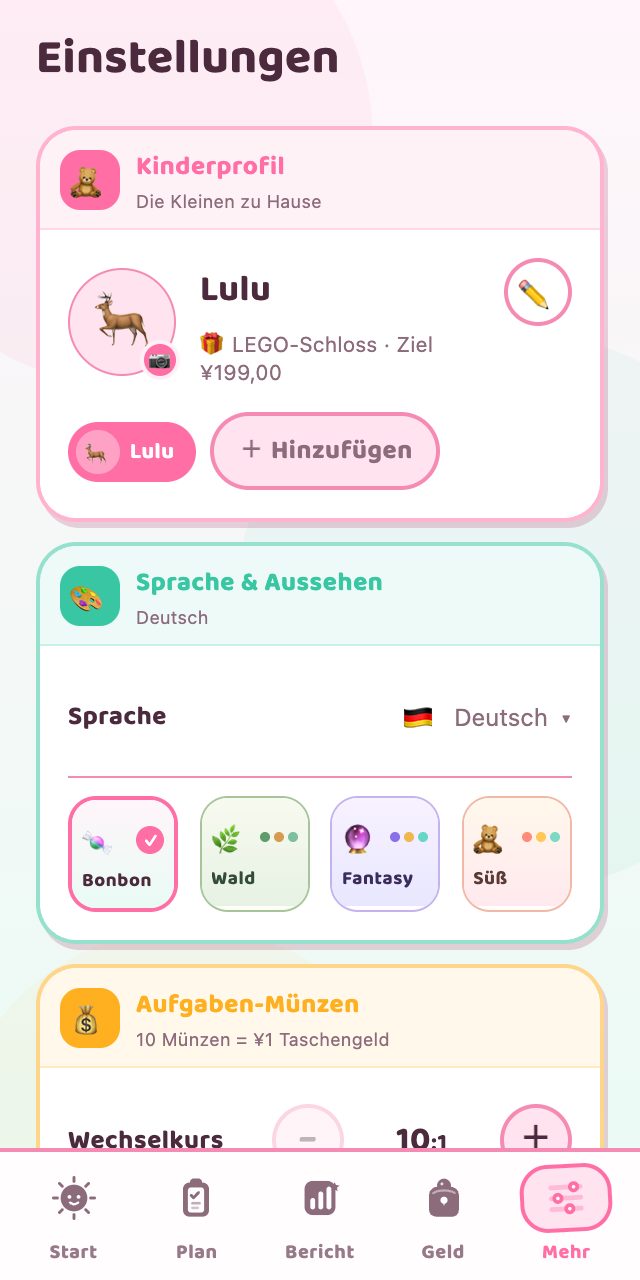 Einstellungen
Kinderprofil
Die Kleinen zu Hause
Lulu
LEGO-Schloss · Ziel
¥199,00
Lulu
+ Hinzufügen
Sprache & Aussehen
Deutsch
Sprache
Deutsch ▾
Bonbon
Wald
Fantasy
Süß
Aufgaben-Münzen
10 Münzen = ¥1 Taschengeld
Wechselkurs − 10:1 +
Start
Plan
Bericht
Geld
Mehr